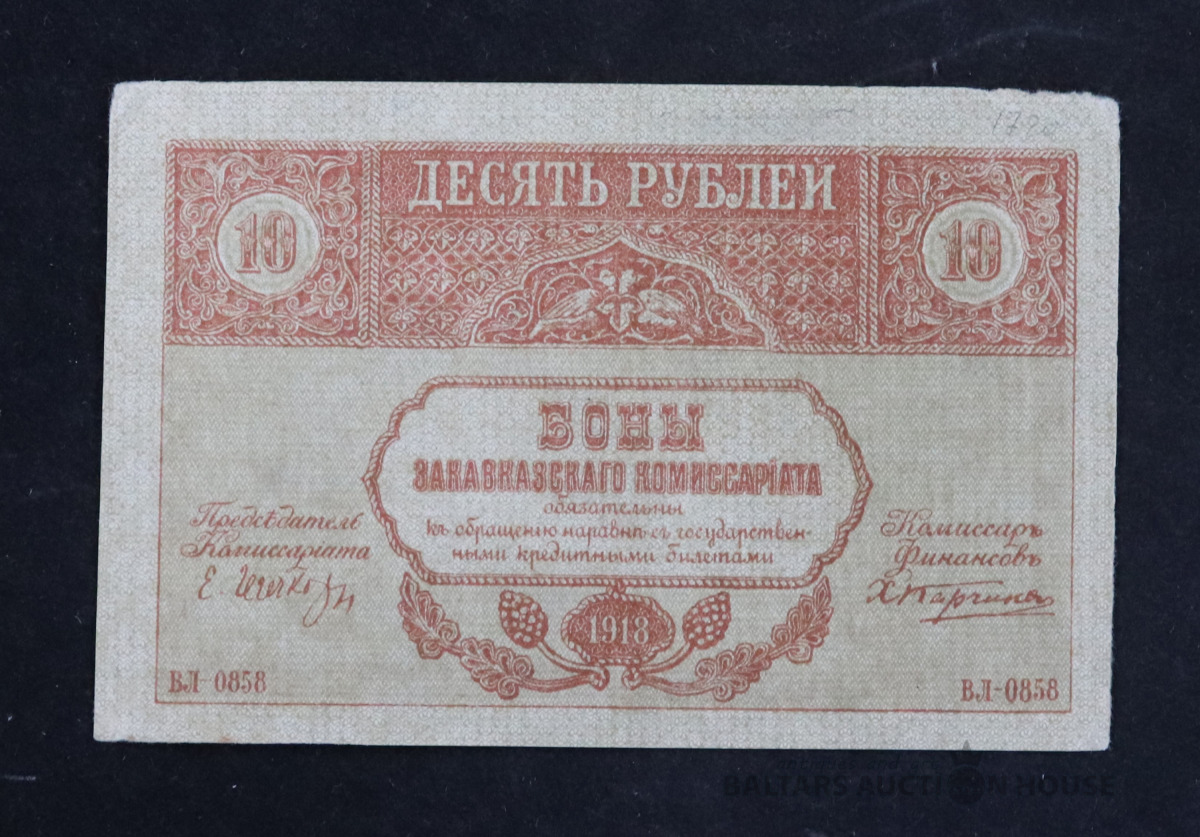 ДЕСЯТЬ РУБЛЕЙ
10 10
БОНЫ
ЗАКАВКАЗСКАГО КОМИССАРІАТА
обязательны
къ обращенію наравнѣ съ государствен-
ными кредитными билетами
Предсѣдатель
Комиссаріата
Комиссаръ
Финансовъ
1918
ВЛ-0858 ВЛ-0858
BALTARS AUCTION HOUSE